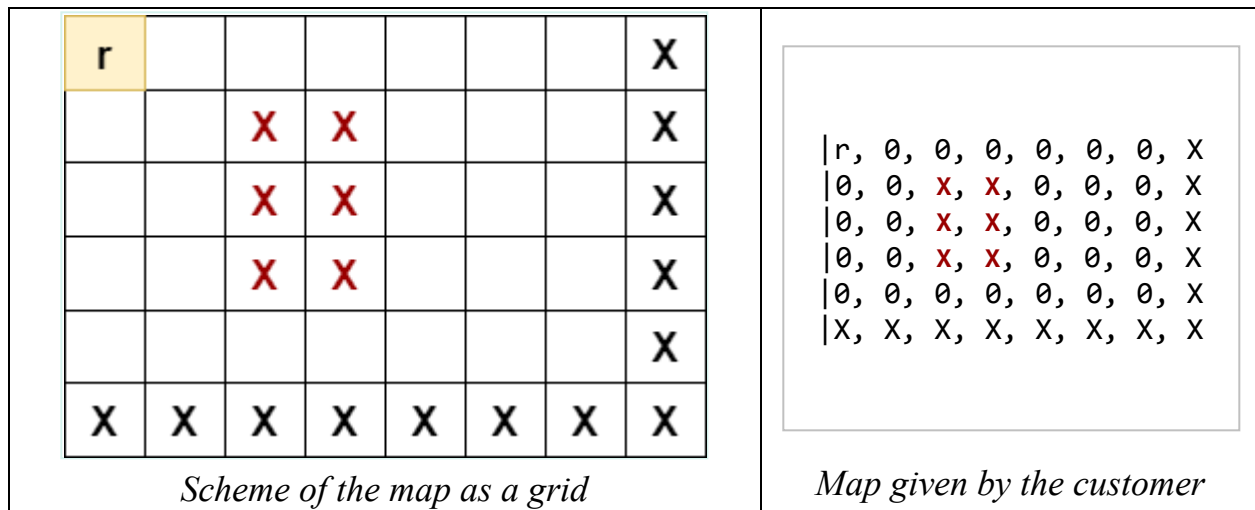 r X
X X X
X X X
X X X
X
X X X X X X X X
Scheme of the map as a grid
|r, 0, 0, 0, 0, 0, 0, X
|0, 0, X, X, 0, 0, 0, X
|0, 0, X, X, 0, 0, 0, X
|0, 0, X, X, 0, 0, 0, X
|0, 0, 0, 0, 0, 0, 0, X
|X, X, X, X, X, X, X, X
Map given by the customer